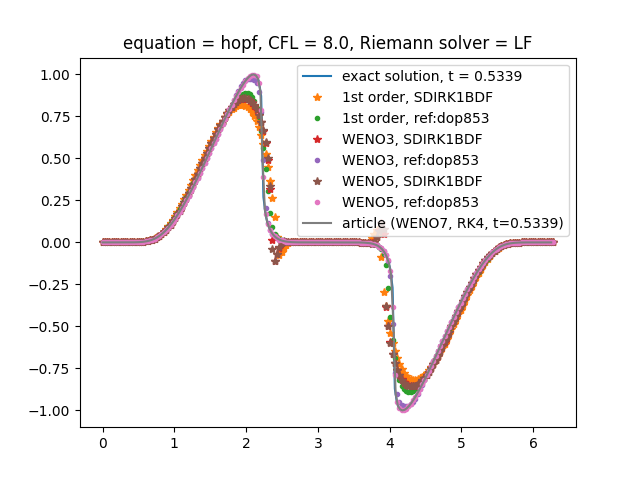 equation = hopf, CFL = 8.0, Riemann solver = LF
exact solution, t = 0.5339
1st order, SDIRK1BDF
1st order, ref:dop853
WENO3, SDIRK1BDF
WENO3, ref:dop853
WENO5, SDIRK1BDF
WENO5, ref:dop853
article (WENO7, RK4, t=0.5339)
1.00
0.75
0.50
0.25
0.00
−0.25
−0.50
−0.75
−1.00
0 1 2 3 4 5 6